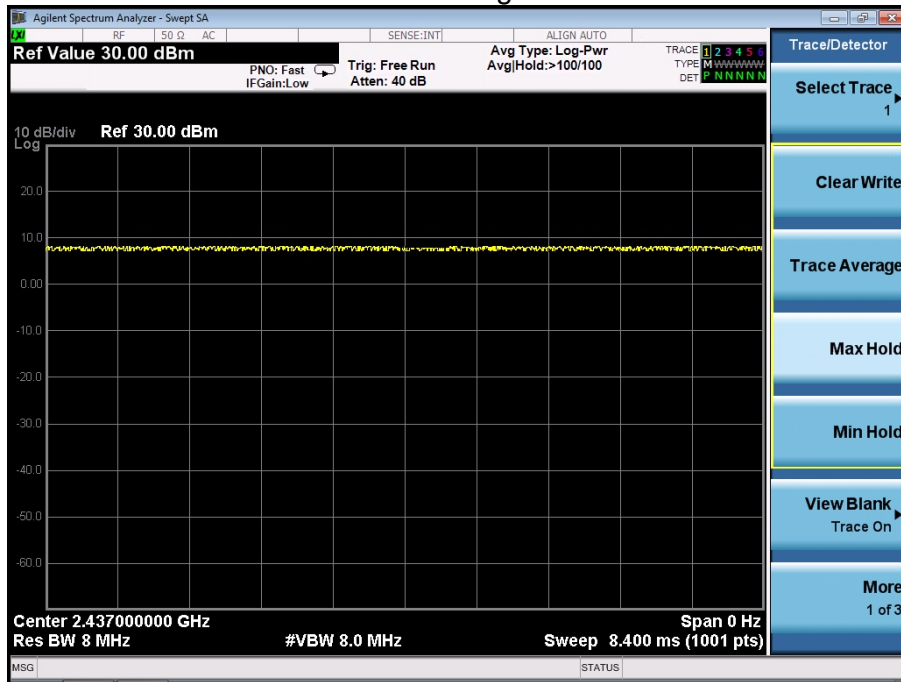 Agilent Spectrum Analyzer - Swept SA
LXI RF 50 Ω AC SENSE:INT ALIGN AUTO
Ref Value 30.00 dBm
PNO: Fast
IFGain:Low
Trig: Free Run
Atten: 40 dB
Avg Type: Log-Pwr
Avg|Hold:>100/100
TRACE 1 2 3 4 5 6
TYPE M WWWWW
DET P N N N N N
Trace/Detector
Select Trace
1
Clear Write
Trace Average
Max Hold
Min Hold
View Blank
Trace On
More
1 of 3
10 dB/div Ref 30.00 dBm
Log
20.0
10.0
0.00
-10.0
-20.0
-30.0
-40.0
-50.0
-60.0
Center 2.437000000 GHz Span 0 Hz
Res BW 8 MHz #VBW 8.0 MHz Sweep 8.400 ms (1001 pts)
MSG STATUS